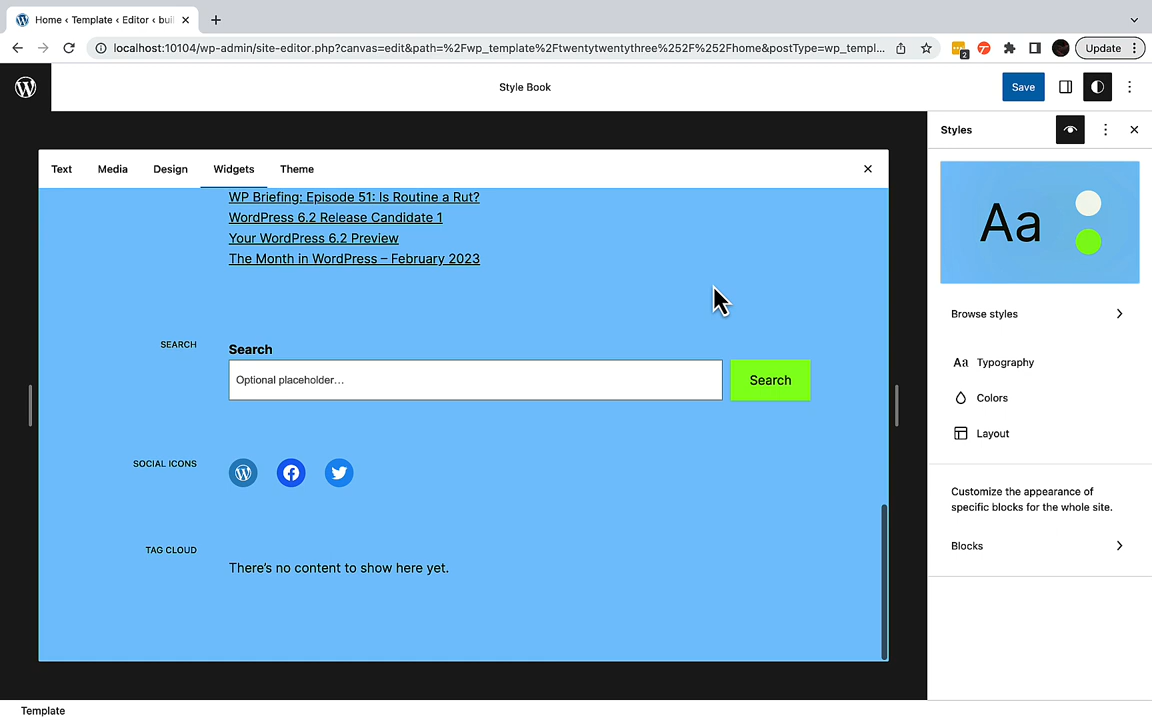 Home ‹ Template ‹ Editor ‹ buil
localhost:10104/wp-admin/site-editor.php?canvas=edit&path=%2Fwp_template%2Ftwentytwentythree%252F%252Fhome&postType=wp_templ...
2
Update
Style Book
Save
Styles
Text Media Design Widgets Theme
WP Briefing: Episode 51: Is Routine a Rut?
WordPress 6.2 Release Candidate 1
Your WordPress 6.2 Preview
The Month in WordPress – February 2023
SEARCH
Search
Optional placeholder...
Search
SOCIAL ICONS
TAG CLOUD
There's no content to show here yet.
Aa
Browse styles
Aa Typography
Colors
Layout
Customize the appearance of
specific blocks for the whole site.
Blocks
Template